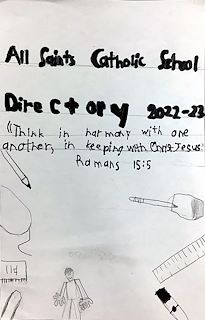 All Saints Catholic School
Directory 2022-23
"Think in harmony with one
another, in keeping with Christ Jesus
Romans 15:5